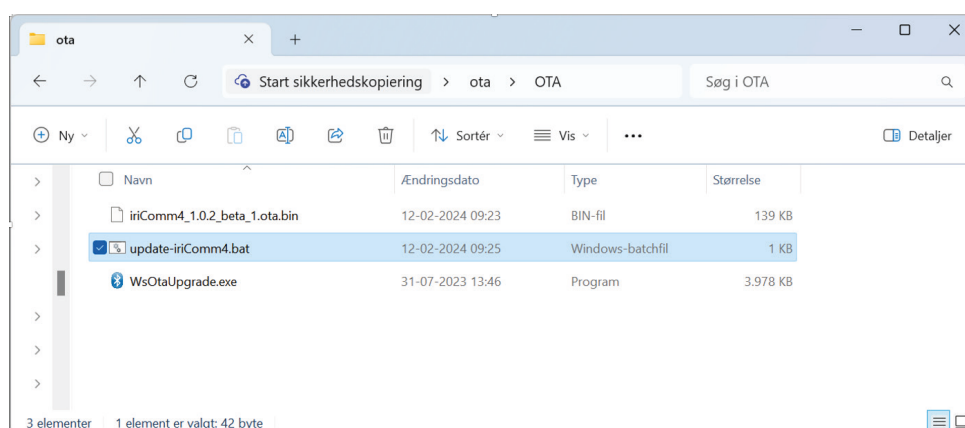 ota
Start sikkerhedskopiering > ota > OTA Søg i OTA
Ny Sortér Vis ... Detaljer
Navn Ændringsdato Type Størrelse
iriComm4_1.0.2_beta_1.ota.bin 12-02-2024 09:23 BIN-fil 139 KB
update-iriComm4.bat 12-02-2024 09:25 Windows-batchfil 1 KB
WsOtaUpgrade.exe 31-07-2023 13:46 Program 3.978 KB
3 elementer 1 element er valgt: 42 byte